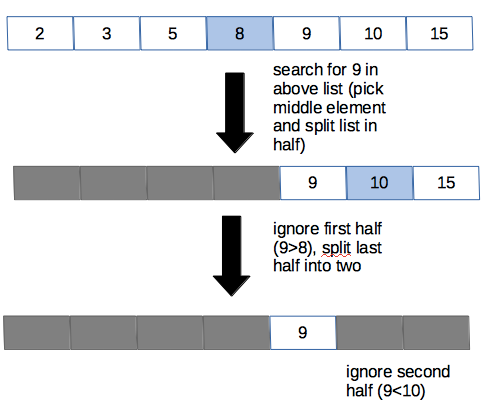 2 3 5 8 9 10 15
search for 9 in
above list (pick
middle element
and split list in
half)
9 10 15
ignore first half
(9>8), split last
half into two
9
ignore second
half (9<10)